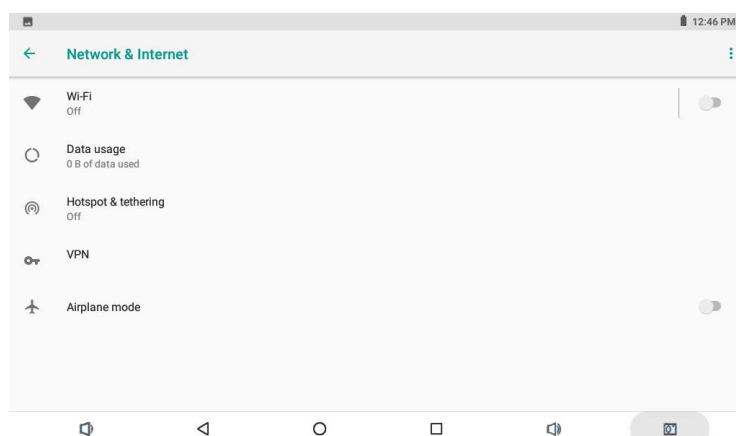 12:46 PM
Network & Internet
Wi-Fi
Off
Data usage
0 B of data used
Hotspot & tethering
Off
VPN
Airplane mode